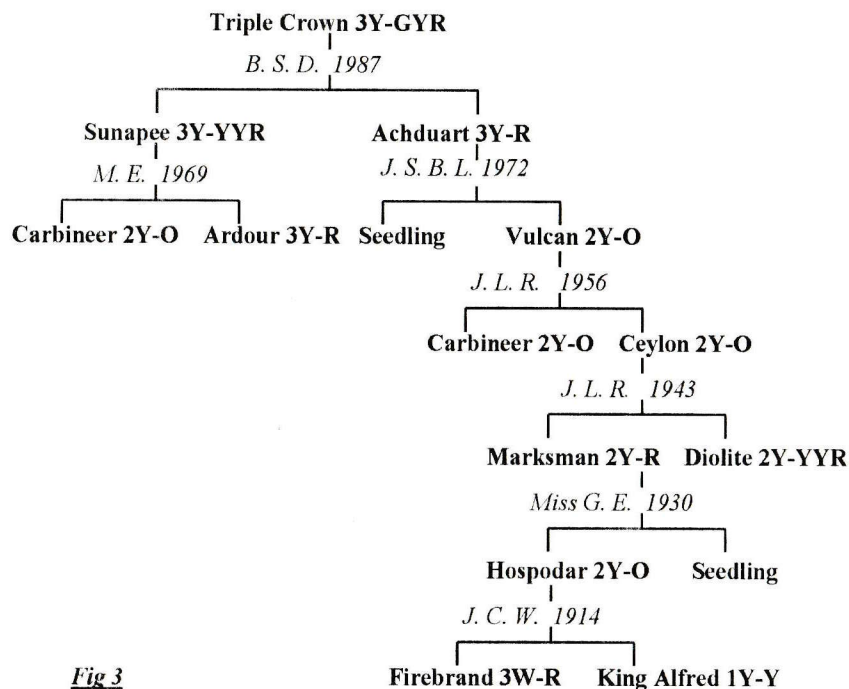 Triple Crown 3Y-GYR
B. S. D. 1987
Sunapee 3Y-YYR Achduart 3Y-R
M. E. 1969 J. S. B. L. 1972
Carbineer 2Y-O Ardour 3Y-R Seedling Vulcan 2Y-O
J. L. R. 1956
Carbineer 2Y-O Ceylon 2Y-O
J. L. R. 1943
Marksman 2Y-R Diolite 2Y-YYR
Miss G. E. 1930
Hospodar 2Y-O Seedling
J. C. W. 1914
Fig 3 Firebrand 3W-R King Alfred 1Y-Y